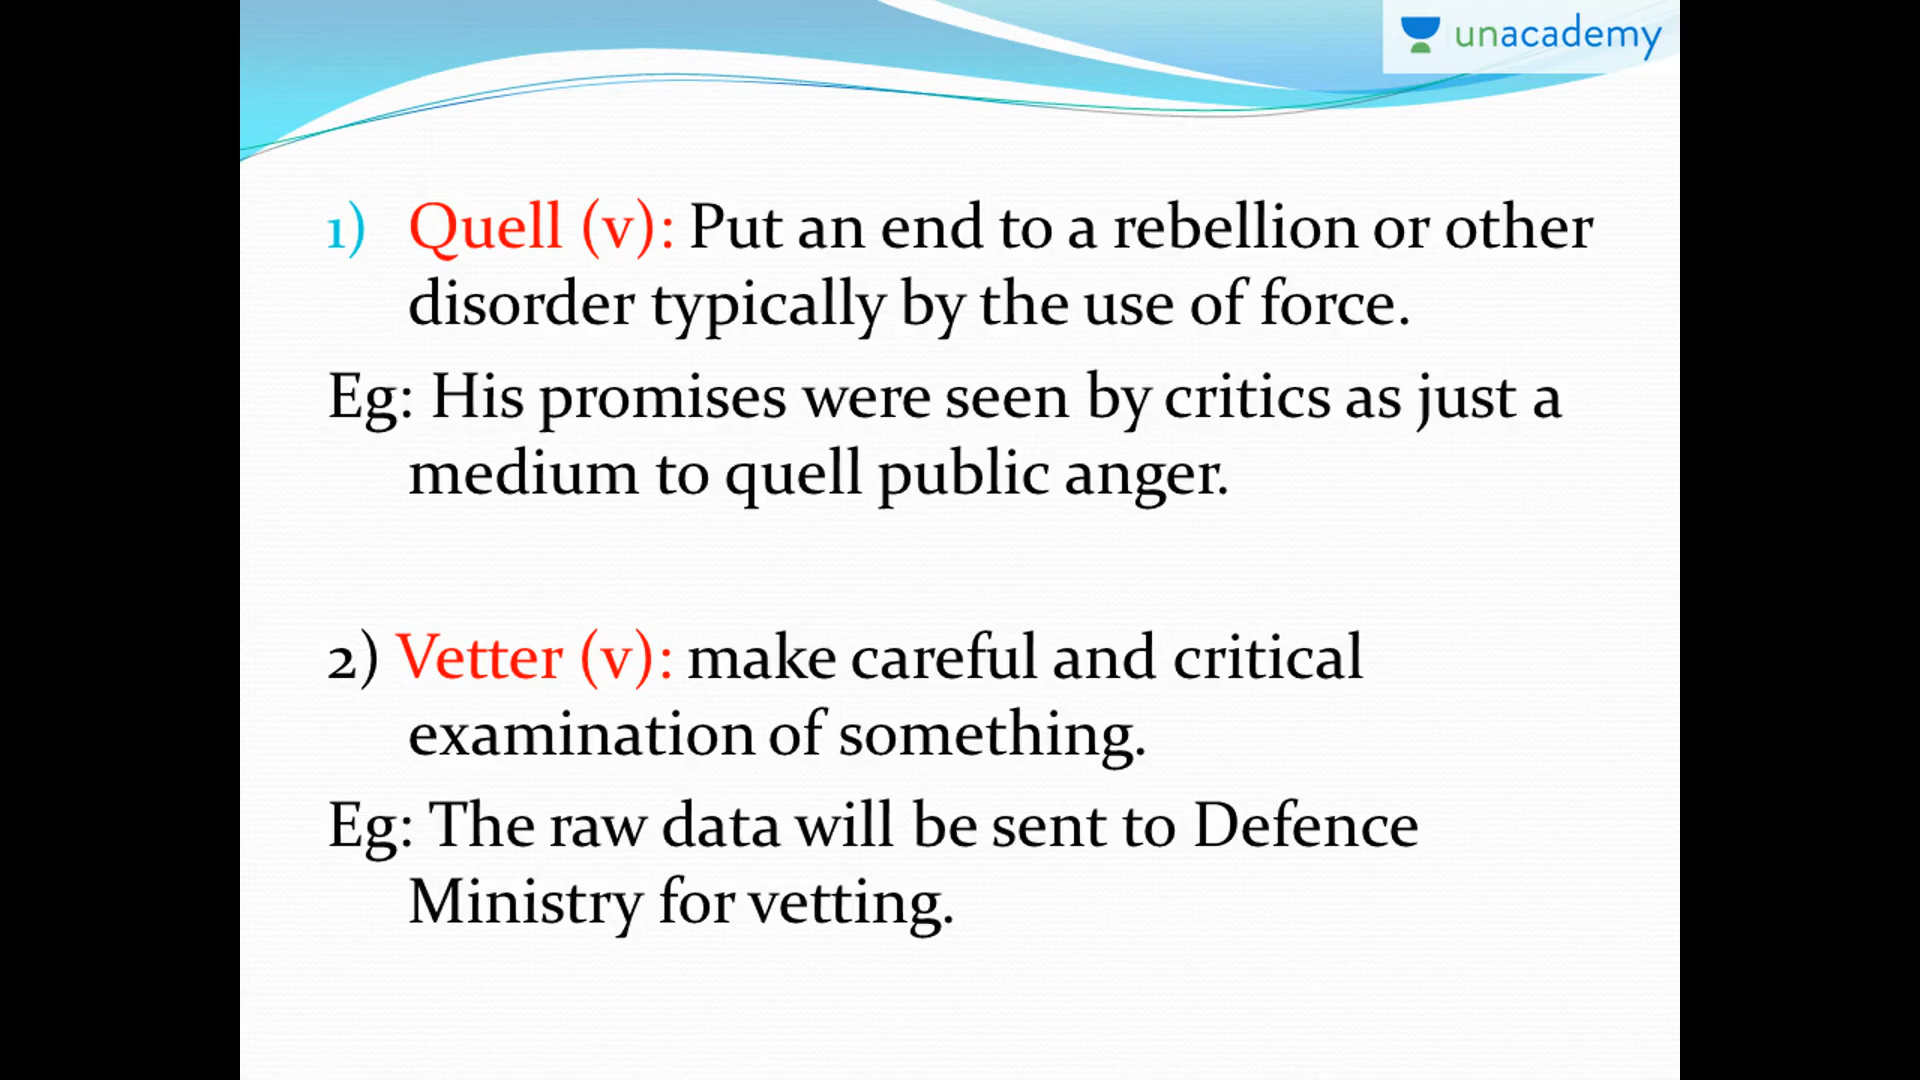 unacademy
1) Quell (v): Put an end to a rebellion or other
disorder typically by the use of force.
Eg: His promises were seen by critics as just a
medium to quell public anger.
2) Vetter (v): make careful and critical
examination of something.
Eg: The raw data will be sent to Defence
Ministry for vetting.